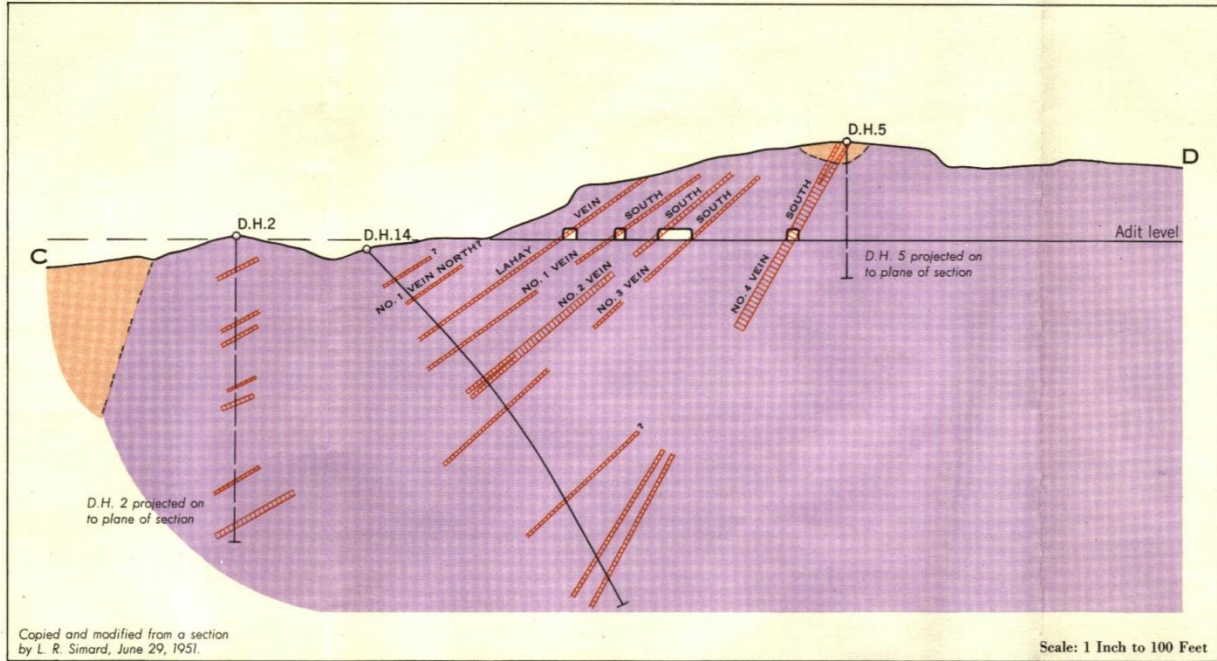 D.H.5
D
D.H.2
D.H.14
C
Adit level
D.H. 5 projected on
to plane of section
?
NO. 1 VEIN NORTH?
LAHAY VEIN
NO. 1 VEIN SOUTH
NO. 2 VEIN SOUTH
NO. 3 VEIN SOUTH
NO. 4 VEIN SOUTH
?
D.H. 2 projected on
to plane of section
Copied and modified from a section
by L. R. Simard, June 29, 1951.
Scale: 1 Inch to 100 Feet